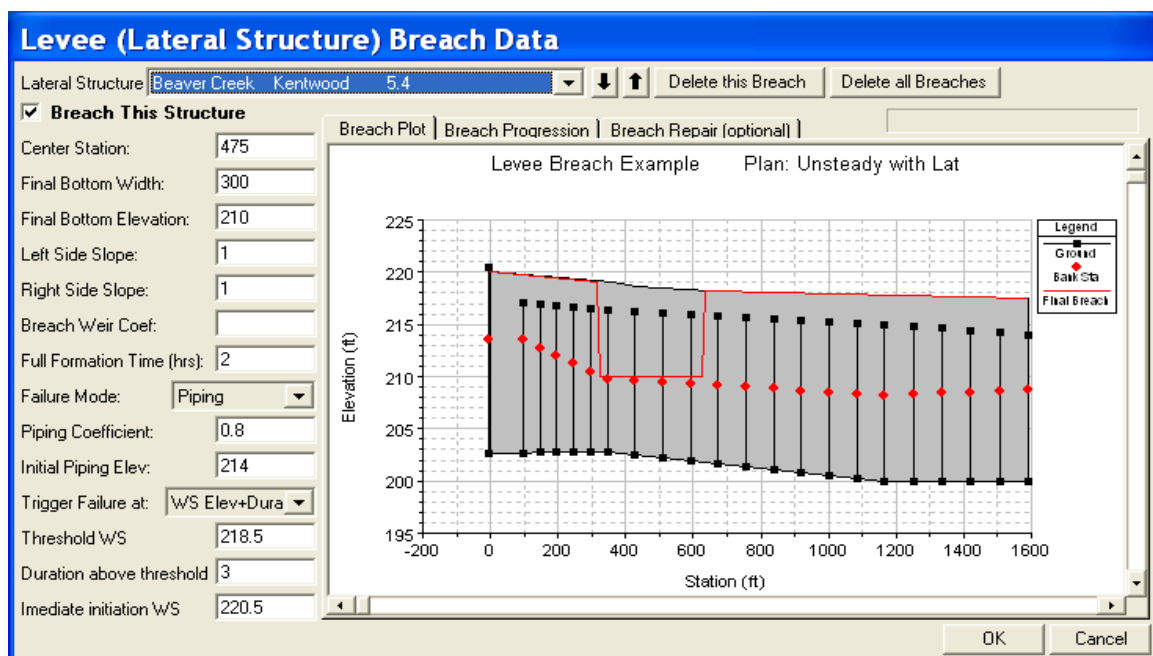 Levee (Lateral Structure) Breach Data
Lateral Structure Beaver Creek Kentwood 5.4 Delete this Breach Delete all Breaches
Breach This Structure
Center Station: 475
Final Bottom Width: 300
Final Bottom Elevation: 210
Left Side Slope: 1
Right Side Slope: 1
Breach Weir Coef:
Full Formation Time (hrs): 2
Failure Mode: Piping
Piping Coefficient: 0.8
Initial Piping Elev: 214
Trigger Failure at: WS Elev+Dura
Threshold WS 218.5
Duration above threshold 3
Imediate initiation WS 220.5
Breach Plot Breach Progression Breach Repair (optional)
Levee Breach Example Plan: Unsteady with Lat
225
220
215
210
205
200
195
Elevation (ft)
-200 0 200 400 600 800 1000 1200 1400 1600
Station (ft)
Legend
Ground
Bank Sta
Final Breach
OK Cancel